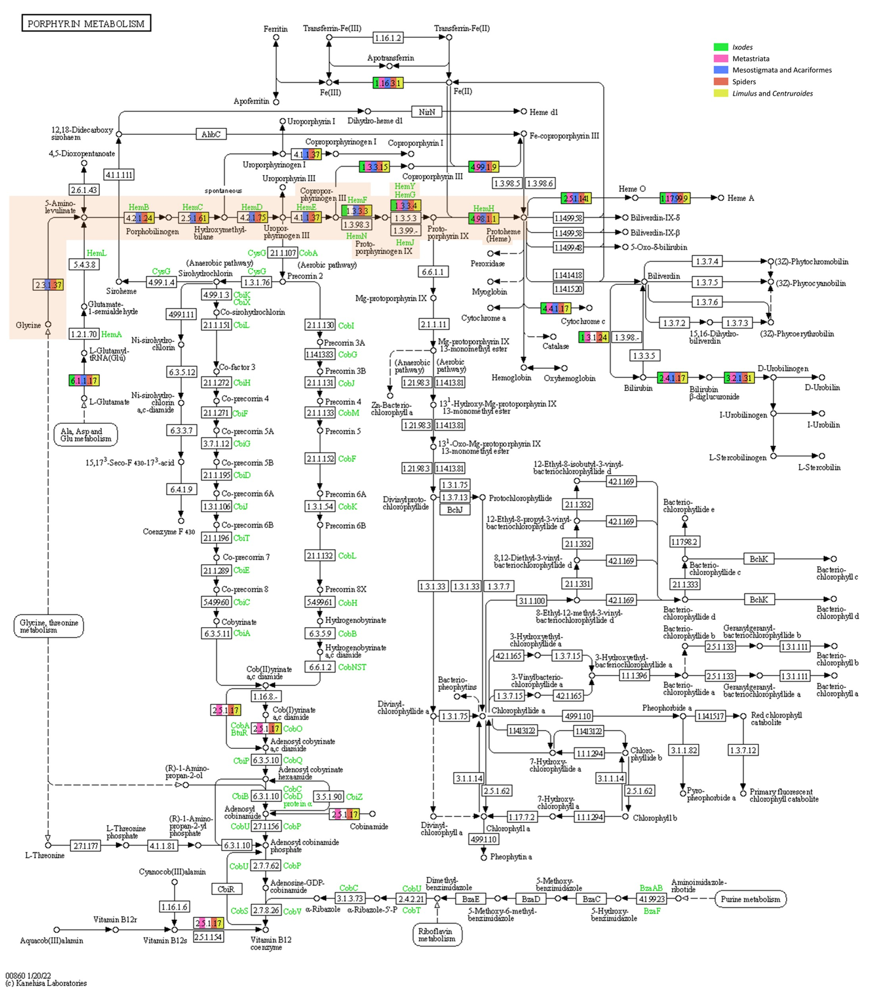 PORPHYRIN METABOLISM
Ixodes
Metastriata
Mesostigmata and Acariformes
Spiders
Limulus and Centruroides
Ferritin
Transferrin-Fe(III)
1.16.1.2
Transferrin-Fe(II)
Apotransferrin
1.16.3.1
Fe(III)
Fe(II)
Apoferritin
Dihydro-heme d1
NirN
Heme d1
12,18-Didecarboxy
sirohaem
AhbC
Fe-coproporphyrin III
Uroporphyrin I
Coproporphyrinogen I
Coproporphyrin I
4,5-Dioxopentanoate
4.1.1.37
Uroporphyrinogen I
1.3.3.15
4.99.1.9
4.1.1.111
Uroporphyrin III
Coproporphyrin III
2.6.1.43
spontaneous
Copropor-
phyrinogen III
HemY
HemG
1.3.98.5
1.3.98.6
2.5.1.141
Heme O
1.17.99.9
Heme A
5-Amino-
levulinate
HemB
HemC
HemD
HemE
HemF
HemH
4.2.1.24
2.5.1.61
4.2.1.75
4.1.1.37
1.3.3.3
1.3.3.4
1.3.5.3
4.98.1.1
1.3.98.3
1.3.99.-
Porphobilinogen
Hydroxymethyl-
bilane
Uropor-
phyrinogen III
HemN
HemJ
Proto-
porphyrinogen IX
Proto-
porphyrin IX
Protoheme
(Heme)
1.14.99.58
Biliverdin-IX-δ
1.14.99.58
Biliverdin-IX-β
1.14.99.48
5-Oxo-δ-bilirubin
HemL
5.4.3.8
CysG
2.1.1.107
CobA
(Anaerobic pathway)
(Aerobic pathway)
Peroxidase
6.6.1.1
2.3.1.37
CysG
Sirohydrochlorin
CysG
Precorrin 2
4.99.1.4
1.3.1.76
Siroheme
1.14.14.18
1.14.15.20
Biliverdin
1.3.7.4
(3Z)-Phytochromobilin
1.3.7.5
(3Z)-Phycocyanobilin
1.3.7.6
Myoglobin
Mg-protoporphyrin IX
4.99.1.3
CbiK
CbiX
Co-sirohydrochlorin
Glutamate-
1-semialdehyde
4.99.1.11
Glycine
2.1.1.151
CbiL
2.1.1.130
CobI
2.1.1.11
Cytochrome a
4.4.1.17
Cytochrome c
1.3.7.2
1.3.7.3
15,16-Dihydro-
biliverdin
(3Z)-Phycoerythrobilin
1.2.1.70
HemA
Ni-sirohydro-
chlorin
Precorrin 3A
Mg-protoporphyrin IX
13-monomethyl ester
Catalase
1.3.1.24
1.3.98.-
L-Glutamyl-
tRNA(Glu)
1.14.13.83
CobG
1.3.3.5
(Anaerobic
pathway)
(Aerobic
pathway)
6.3.5.12
Co-factor 3
Precorrin 3B
Hemoglobin
Oxyhemoglobin
6.1.1.17
2.1.1.272
CbiH
2.1.1.131
CobJ
1.21.98.3
1.14.13.81
Bilirubin
2.4.1.17
Bilirubin
β-diglucuronide
3.2.1.31
D-Urobilinogen
D-Urobilin
L-Glutamate
Ni-sirohydro-
chlorin
a,c-diamide
Co-precorrin 4
Precorrin 4
Zn-Bacterio-
chlorophyll a
13¹-Hydroxy-Mg-protoporphyrin IX
13-monomethyl ester
2.1.1.271
CbiF
2.1.1.133
CobM
I-Urobilinogen
I-Urobilin
1.21.98.3
1.14.13.81
Ala, Asp and
Glu metabolism
6.3.3.7
Co-precorrin 5A
Precorrin 5
3.7.1.12
CbiG
13¹-Oxo-Mg-protoporphyrin IX
13-monomethyl ester
15,17³-Seco-F 430-17³-acid
Co-precorrin 5B
2.1.1.152
CobF
L-Stercobilinogen
L-Stercobilin
1.21.98.3
1.14.13.81
2.1.1.195
CbiD
12-Ethyl-8-isobutyl-3-vinyl-
bacteriochlorophyllide d
4.2.1.169
6.4.1.9
Co-precorrin 6A
Precorrin 6A
Divinylproto-
chlorophyllide
1.3.1.75
1.3.7.13
BchJ
Protochlorophyllide
2.1.1.332
1.3.1.106
CbiJ
1.3.1.54
CobK
Bacterio-
chlorophyllide e
Coenzyme F 430
Co-precorrin 6B
Precorrin 6B
12-Ethyl-8-propyl-3-vinyl-
bacteriochlorophyllide d
4.2.1.169
2.1.1.196
CbiT
2.1.1.332
1.17.98.2
Co-precorrin 7
2.1.1.132
CobL
8,12-Diethyl-3-vinyl-
bacteriochlorophyllide d
4.2.1.169
Bacterio-
chlorophyllide c
BchK
Bacterio-
chlorophyll c
2.1.1.289
CbiE
1.3.1.33
1.3.1.33
1.3.7.7
2.1.1.331
2.1.1.333
Co-precorrin 8
Precorrin 8X
5.4.99.60
CbiC
5.4.99.61
CobH
3.1.1.100
4.2.1.169
BchK
8-Ethyl-12-methyl-3-vinyl-
bacteriochlorophyllide d
Bacterio-
chlorophyllide d
Bacterio-
chlorophyll d
Glycine, threonine
metabolism
Cobyrinate
Hydrogenobyrinate
6.3.5.11
CbiA
6.3.5.9
CobB
3-Hydroxyethyl-
chlorophyllide a
Bacterio-
chlorophyllide b
Geranylgeranyl-
bacteriochlorophyllide b
2.5.1.133
1.3.1.111
Bacterio-
chlorophyll b
Hydrogenobyrinate
a,c diamide
4.2.1.165
1.3.7.15
3-Hydroxyethyl-
bacteriochlorophyllide a
6.6.1.2
CobNST
Cob(II)yrinate
a,c diamide
1.1.1.396
2.5.1.133
1.3.1.111
3-Vinylbacterio-
chlorophyllide a
Bacterio-
chlorophyllide a
Geranylgeranyl-
bacteriochlorophyllide a
Bacterio-
chlorophyll a
Bacterio-
pheophytins
1.3.7.15
4.2.1.165
1.16.8.-
2.5.1.17
Cob(I)yrinate
a,c diamide
Divinyl-
chlorophyllide a
1.3.1.75
Chlorophyllide a
4.99.1.10
Pheophorbide a
1.14.15.17
Red chlorophyll
catabolite
CobA
BtuR
2.5.1.17
CobO
1.14.13.122
1.14.13.122
Adenosyl cobyrinate
a,c diamide
7-Hydroxy-
chlorophyllide a
1.1.1.294
Chloro-
phyllide b
3.1.1.82
1.3.7.12
CbiP
6.3.5.10
CobQ
(R)-1-Amino-
propan-2-ol
Adenosyl cobyrinate
hexaamide
3.1.1.14
2.5.1.62
3.1.1.14
2.5.1.62
CbiB
6.3.1.10
CobC
CobD
protein α
3.5.1.90
CbiZ
Pyro-
pheophorbide a
Primary fluorescent
chlorophyll catabolite
Adenosyl
cobinamide
2.5.1.17
Cobinamide
7-Hydroxy-
chlorophyll a
1.17.7.2
1.1.1.294
Chlorophyll b
CobU
2.7.1.156
CobP
Divinyl-
chlorophyll a
Chlorophyll a
L-Threonine
phosphate
(R)-1-Amino-
propan-2-yl
phosphate
4.99.1.10
2.7.1.177
4.1.1.81
6.3.1.10
Adenosyl cobinamide
phosphate
L-Threonine
Pheophytin a
CobU
2.7.7.62
CobP
Cyanocob(III)alamin
CbiR
Adenosine-GDP-
cobinamide
CobC
3.1.3.73
CobU
2.4.2.21
CobT
Dimethyl-
benzimidazole
BzaE
5-Methoxy-
benzimidazole
BzaD
BzaC
BzaAB
4.1.99.23
BzaF
Aminoimidazole-
ribotide
Purine metabolism
1.16.1.6
CobS
2.7.8.26
CobV
α-Ribazole
α-Ribazole-5'-P
5-Methoxy-6-methyl-
benzimidazole
5-Hydroxy-
benzimidazole
Vitamin B12r
2.5.1.17
2.5.1.154
Riboflavin
metabolism
Aquacob(III)alamin
Vitamin B12s
Vitamin B12
coenzyme
00860 1/20/22
(c) Kanehisa Laboratories